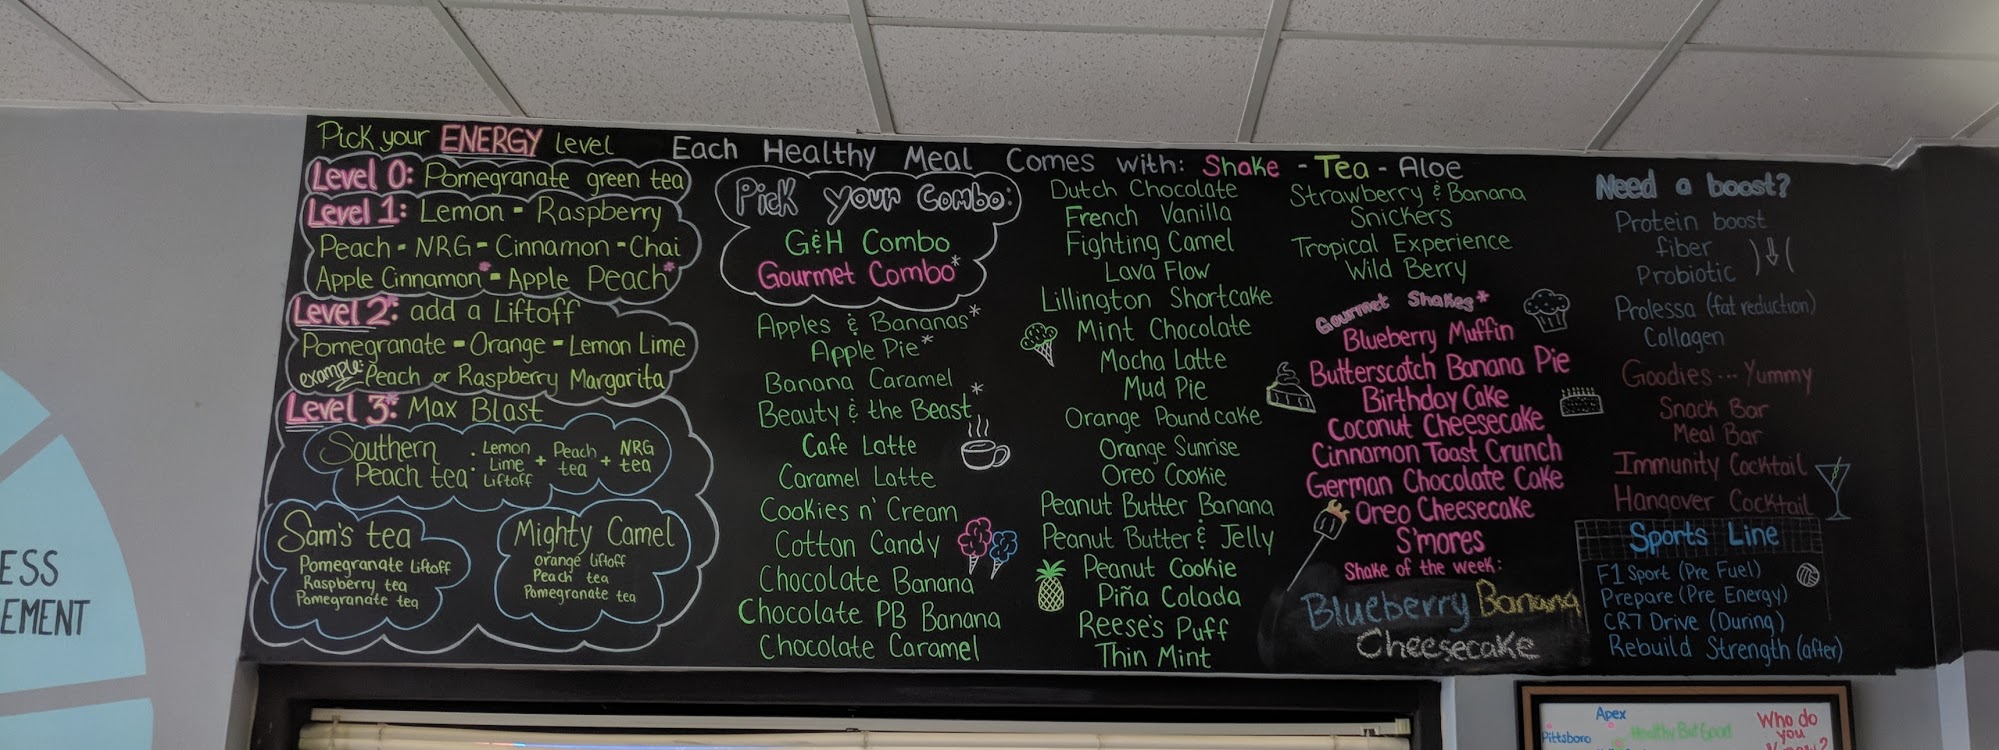 Pick your ENERGY level
Level 0: Pomegranate green tea
Level 1: Lemon - Raspberry
Peach - NRG - Cinnamon - Chai
Apple Cinnamon* - Apple Peach*
Level 2*: add a Liftoff
Pomegranate - Orange - Lemon Lime
example: Peach or Raspberry Margarita
Level 3*: Max Blast
Southern Peach tea :
Lemon Lime Liftoff + Peach tea + NRG tea
Sam's tea
Pomegranate Liftoff
Raspberry tea
Pomegranate tea
Mighty Camel
orange liftoff
Peach tea
Pomegranate tea
Each Healthy Meal Comes with: Shake - Tea - Aloe
Pick your Combo:
G&H Combo
Gourmet Combo*
Apples & Bananas*
Apple Pie*
Banana Caramel
Beauty & the Beast*
Cafe Latte
Caramel Latte
Cookies n' Cream
Cotton Candy
Chocolate Banana
Chocolate PB Banana
Chocolate Caramel
Dutch Chocolate
French Vanilla
Fighting Camel
Lava Flow
Lillington Shortcake
Mint Chocolate
Mocha Latte
Mud Pie
Orange Poundcake
Orange Sunrise
Oreo Cookie
Peanut Butter Banana
Peanut Butter & Jelly
Peanut Cookie
Piña Colada
Reese's Puff
Thin Mint
Strawberry & Banana
Snickers
Tropical Experience
Wild Berry
Gourmet Shakes*
Blueberry Muffin
Butterscotch Banana Pie
Birthday Cake
Coconut Cheesecake
Cinnamon Toast Crunch
German Chocolate Cake
Oreo Cheesecake
S'mores
Shake of the week:
Blueberry Banana
Cheesecake
Need a boost?
Protein boost
fiber
Probiotic
Prolessa (fat reduction)
Collagen
Goodies ... Yummy
Snack Bar
Meal Bar
Immunity Cocktail
Hangover Cocktail
Sports Line
F1 Sport (Pre Fuel)
Prepare (Pre Energy)
CR7 Drive (During)
Rebuild Strength (after)
ESS
EMENT
Apex
Pittsboro
Healthy But Good
Who do
you